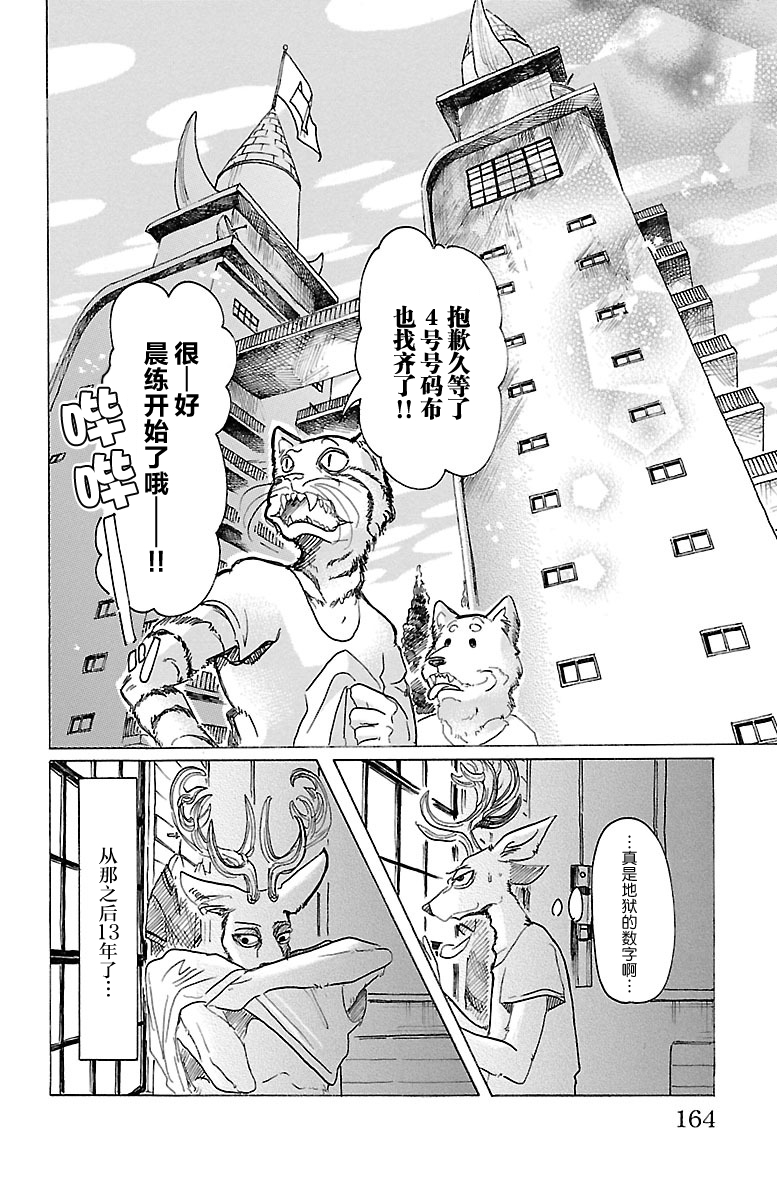 抱歉久等了
4号号码布
也找齐了!!
很—好
晨练开始了哦——!!
哔哔
…真是地狱的数字啊…
从那之后13年了…
164